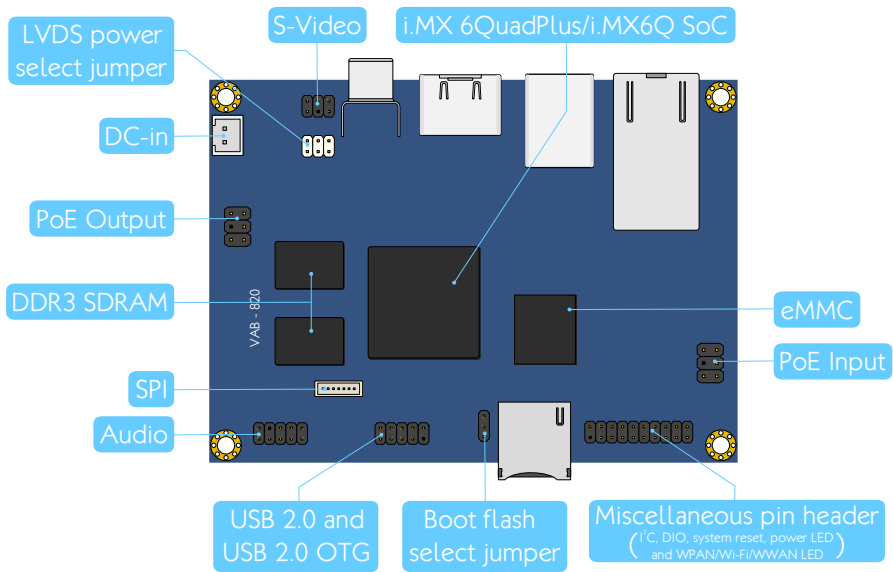 LVDS power
select jumper
S-Video
i.MX 6QuadPlus/i.MX6Q SoC
DC-in
PoE Output
DDR3 SDRAM
VAB - 820
eMMC
PoE Input
SPI
Audio
USB 2.0 and
USB 2.0 OTG
Boot flash
select jumper
Miscellaneous pin header
(I²C, DIO, system reset, power LED
and WPAN/Wi-Fi/WWAN LED)